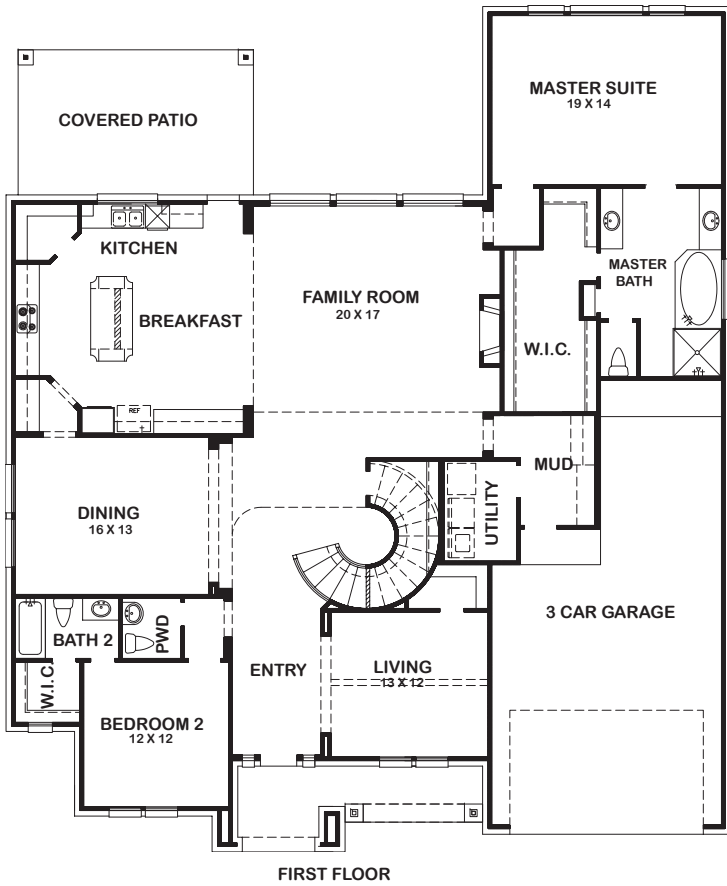 MASTER SUITE
19 X 14
COVERED PATIO
KITCHEN
MASTER
BATH
FAMILY ROOM
20 X 17
BREAKFAST
W.I.C.
REF
MUD
UTILITY
DINING
16 X 13
3 CAR GARAGE
BATH 2
PWD
W.I.C.
ENTRY
LIVING
13 X 12
BEDROOM 2
12 X 12
FIRST FLOOR